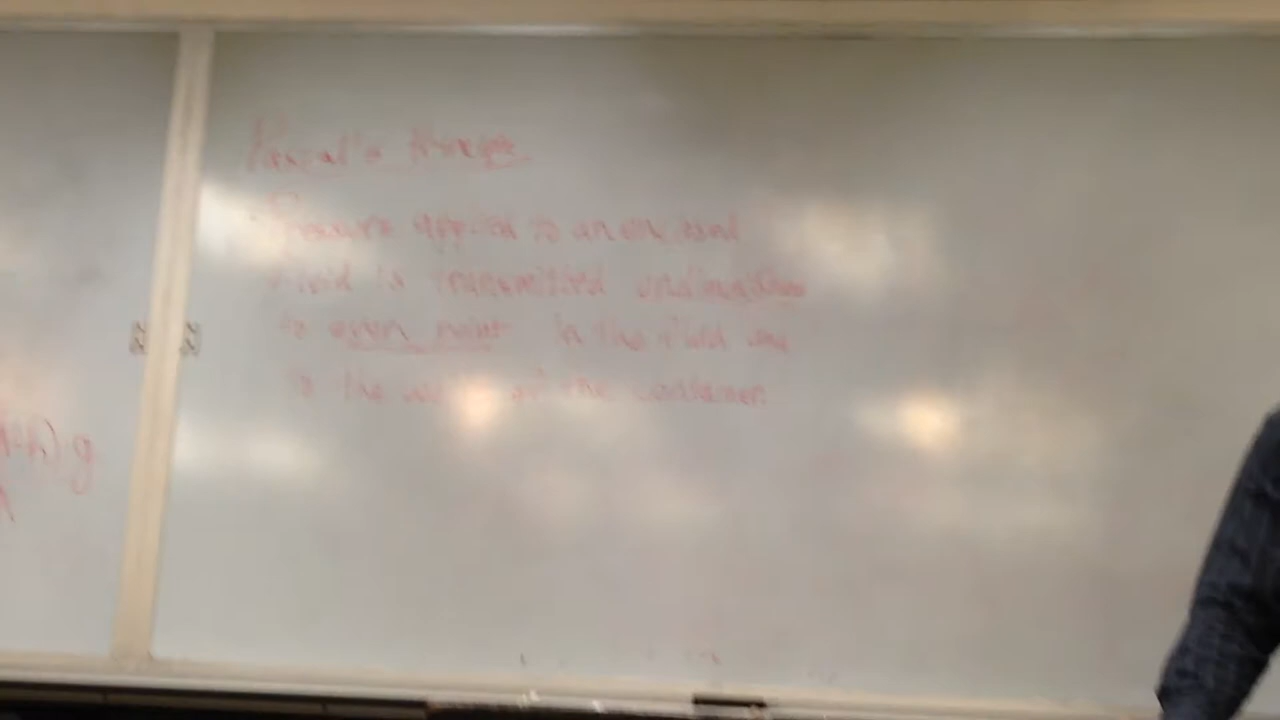 Pascal's Principle
Pressure applied to an enclosed
fluid is transmitted undiminished
to every point in the fluid and
to the walls of the container.
h) g